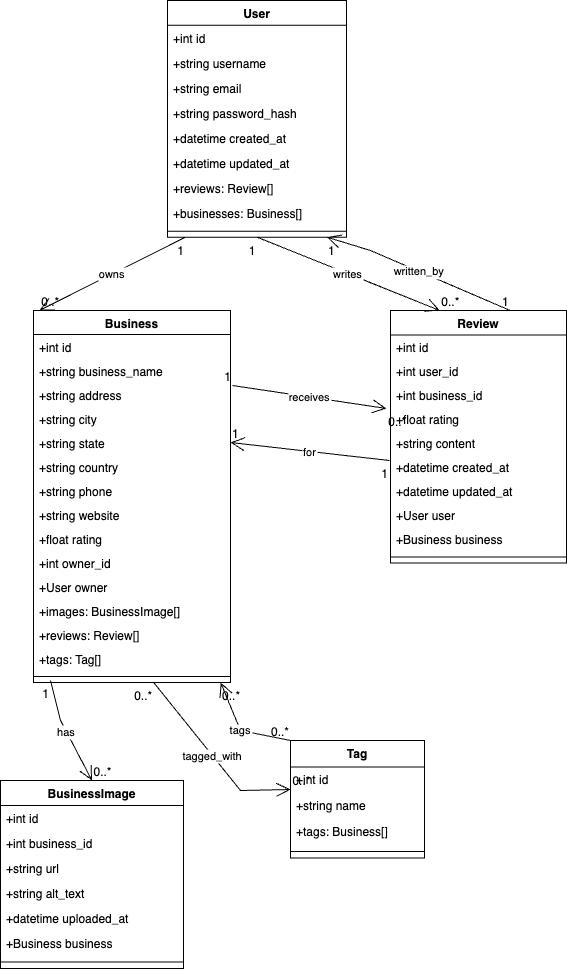 User
+int id
+string username
+string email
+string password_hash
+datetime created_at
+datetime updated_at
+reviews: Review[]
+businesses: Business[]
1
1
1
owns
writes
written_by
0..*
0..*
1
Business
+int id
+string business_name
+string address
+string city
+string state
+string country
+string phone
+string website
+float rating
+int owner_id
+User owner
+images: BusinessImage[]
+reviews: Review[]
+tags: Tag[]
1
receives
0..*
1
for
1
Review
+int id
+int user_id
+int business_id
+float rating
+string content
+datetime created_at
+datetime updated_at
+User user
+Business business
1
0..*
0..*
has
tags
0..*
tagged_with
0..*
0..*
BusinessImage
+int id
+int business_id
+string url
+string alt_text
+datetime uploaded_at
+Business business
Tag
+int id
+string name
+tags: Business[]